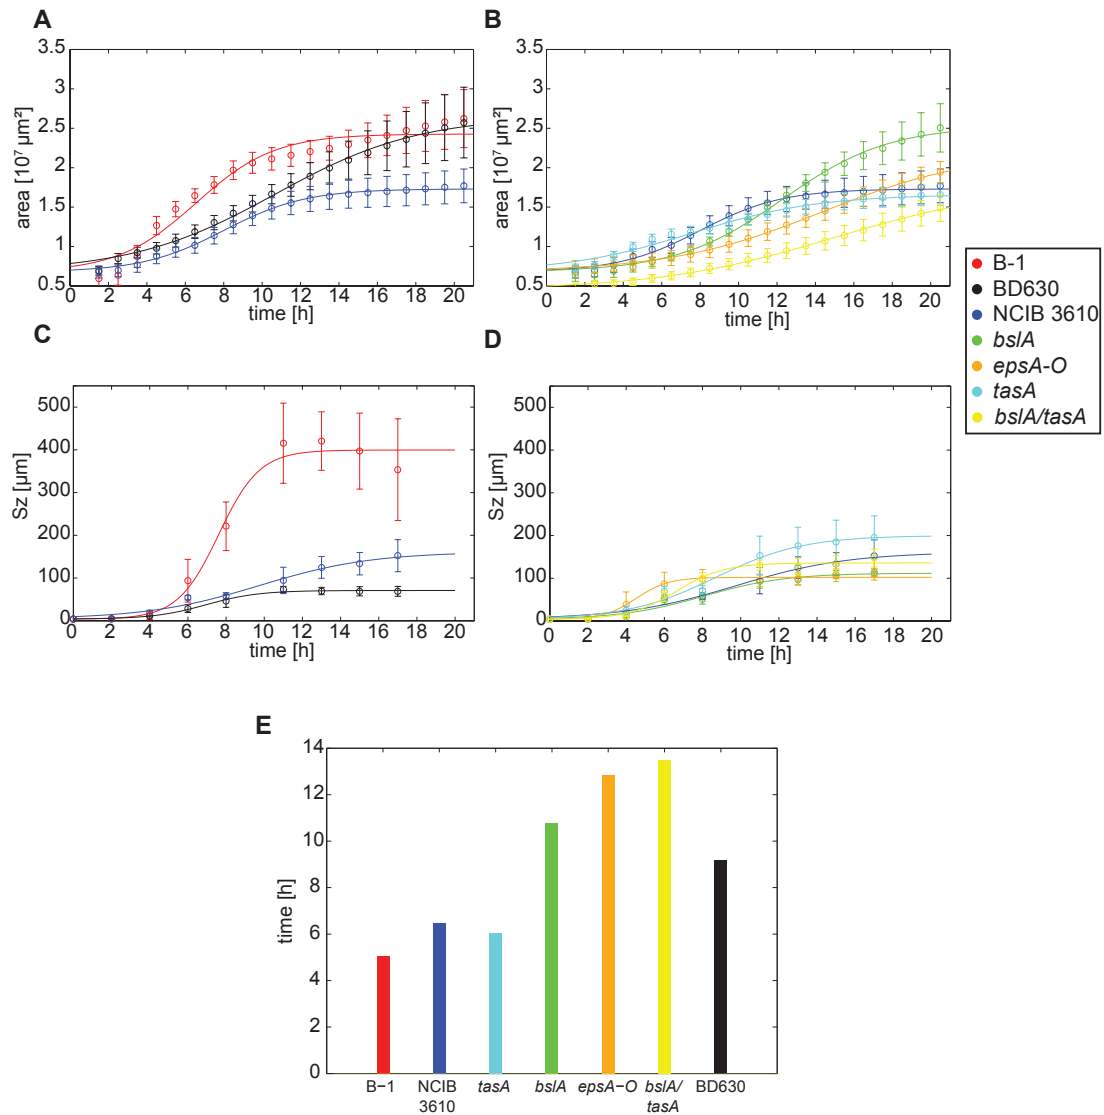 A
B
3.5
3
2.5
2
1.5
1
0.5
area [10⁷ µm²]
0 2 4 6 8 10 12 14 16 18 20
time [h]
3.5
3
2.5
2
1.5
1
0.5
area [10⁷ µm²]
0 2 4 6 8 10 12 14 16 18 20
time [h]
B-1
BD630
NCIB 3610
bslA
epsA-O
tasA
bslA/tasA
C
D
500
400
300
200
100
0
Sz [µm]
0 2 4 6 8 10 12 14 16 18 20
time [h]
500
400
300
200
100
0
Sz [µm]
0 2 4 6 8 10 12 14 16 18 20
time [h]
E
14
12
10
8
6
4
2
0
time [h]
B−1 NCIB tasA bslA epsA−O bslA/ BD630
3610 tasA